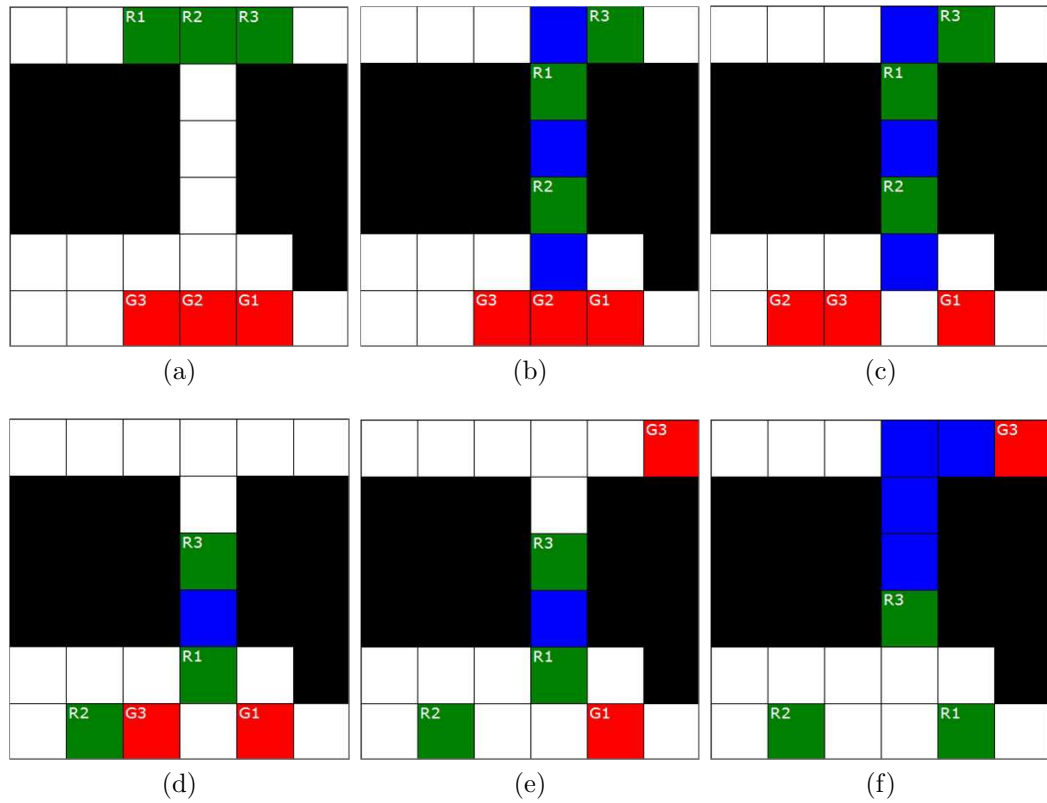 R1 R2 R3
G3 G2 G1
(a)
R3
R1
R2
G3 G2 G1
(b)
R3
R1
R2
G2 G3 G1
(c)
R3
R1
R2 G3 G1
(d)
G3
R3
R1
R2 G1
(e)
G3
R3
R2 R1
(f)